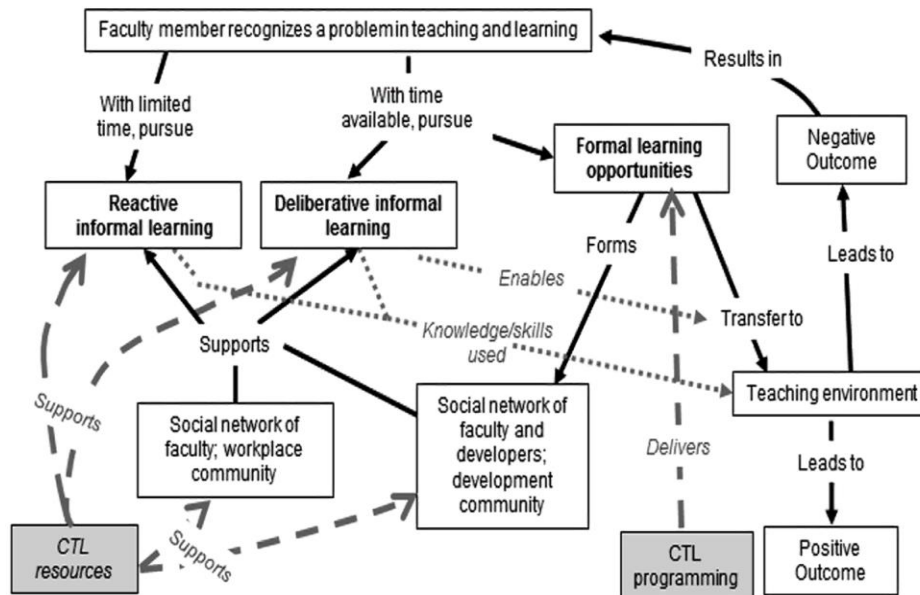 Faculty member recognizes a problem in teaching and learning
Results in
With limited
time, pursue
With time
available, pursue
Formal learning
opportunities
Negative
Outcome
Reactive
informal learning
Deliberative informal
learning
Forms
Leads to
Enables
Transfer to
Knowledge/skills
used
Supports
Supports
Teaching environment
Social network of
faculty; workplace
community
Social network of
faculty and
developers;
development
community
Delivers
Leads to
Supports
CTL
resources
CTL
programming
Positive
Outcome